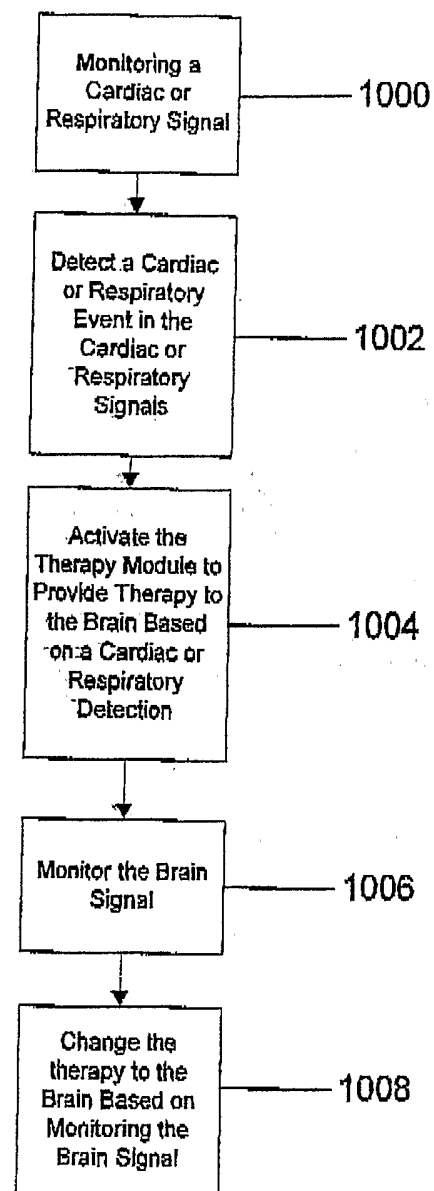 Monitoring a
Cardiac or
Respiratory Signal
1000
Detect a Cardiac
or Respiratory
Event in the
Cardiac or
Respiratory
Signals
1002
Activate the
Therapy Module to
Provide Therapy to
the Brain Based
on a Cardiac or
Respiratory
Detection
1004
Monitor the Brain
Signal
1006
Change the
therapy to the
Brain Based on
Monitoring the
Brain Signal
1008